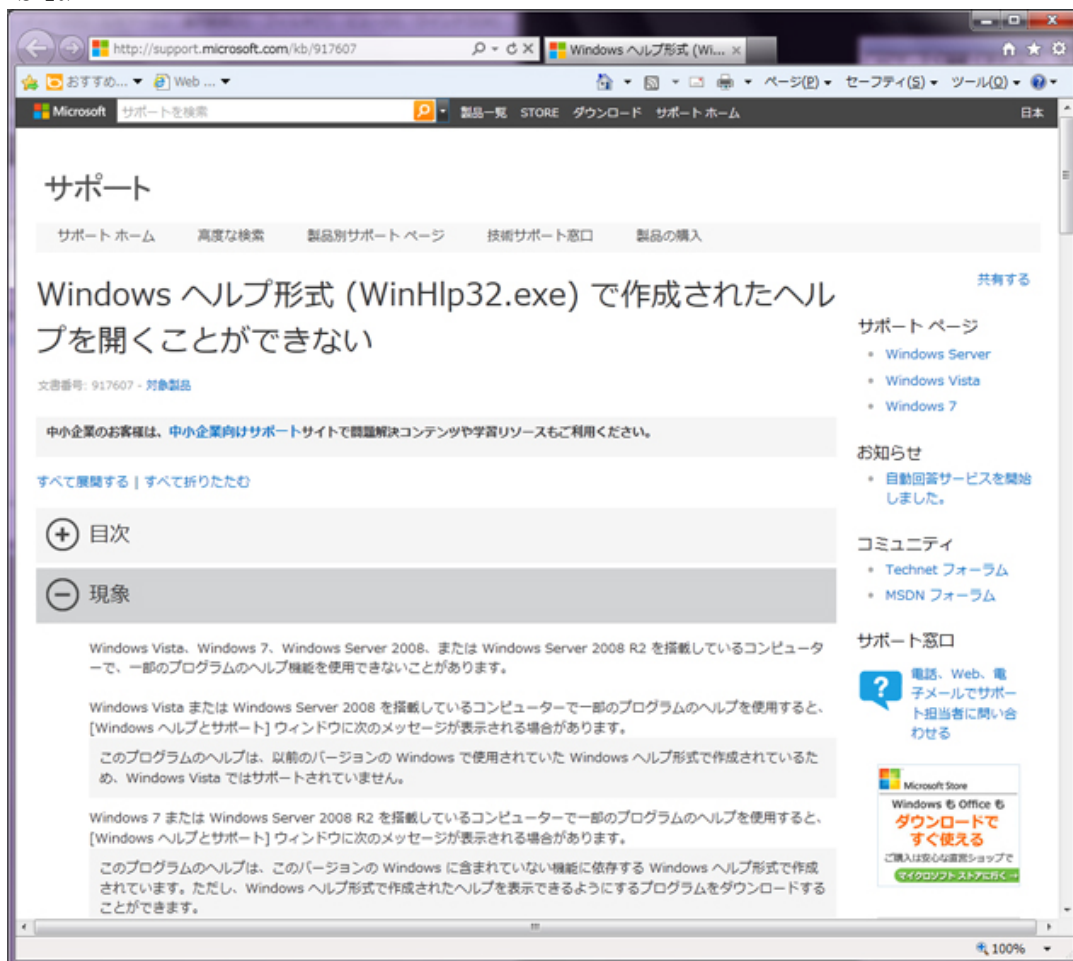 http://support.microsoft.com/kb/917607
Windows ヘルプ形式 (Wi...
おすすめ... ▼ Web ... ▼
ページ(P) ▼ セーフティ(S) ▼ ツール(O) ▼
Microsoft サポートを検索 製品一覧 STORE ダウンロード サポート ホーム 日本
サポート
サポート ホーム 高度な検索 製品別サポート ページ 技術サポート窓口 製品の購入
Windows ヘルプ形式 (WinHlp32.exe) で作成されたヘル
プを開くことができない
文書番号: 917607 - 対象製品
中小企業のお客様は、中小企業向けサポートサイトで問題解決コンテンツや学習リソースもご利用ください。
すべて展開する | すべて折りたたむ
目次
現象
Windows Vista、Windows 7、Windows Server 2008、または Windows Server 2008 R2 を搭載しているコンピュータ
ーで、一部のプログラムのヘルプ機能を使用できないことがあります。
Windows Vista または Windows Server 2008 を搭載しているコンピューターで一部のプログラムのヘルプを使用すると、
[Windows ヘルプとサポート] ウィンドウに次のメッセージが表示される場合があります。
このプログラムのヘルプは、以前のバージョンの Windows で使用されていた Windows ヘルプ形式で作成されているた
め、Windows Vista ではサポートされていません。
Windows 7 または Windows Server 2008 R2 を搭載しているコンピューターで一部のプログラムのヘルプを使用すると、
[Windows ヘルプとサポート] ウィンドウに次のメッセージが表示される場合があります。
このプログラムのヘルプは、このバージョンの Windows に含まれていない機能に依存する Windows ヘルプ形式で作成
されています。ただし、Windows ヘルプ形式で作成されたヘルプを表示できるようにするプログラムをダウンロードする
ことができます。
共有する
サポート ページ
Windows Server
Windows Vista
Windows 7
お知らせ
自動回答サービスを開始
しました。
コミュニティ
Technet フォーラム
MSDN フォーラム
サポート窓口
電話、Web、電
子メールでサポー
ト担当者に問い合
わせる
Microsoft Store
Windows も Office も
ダウンロードで
すぐ使える
ご購入は安心な直営ショップで
マイクロソフト ストアに行く→
100%